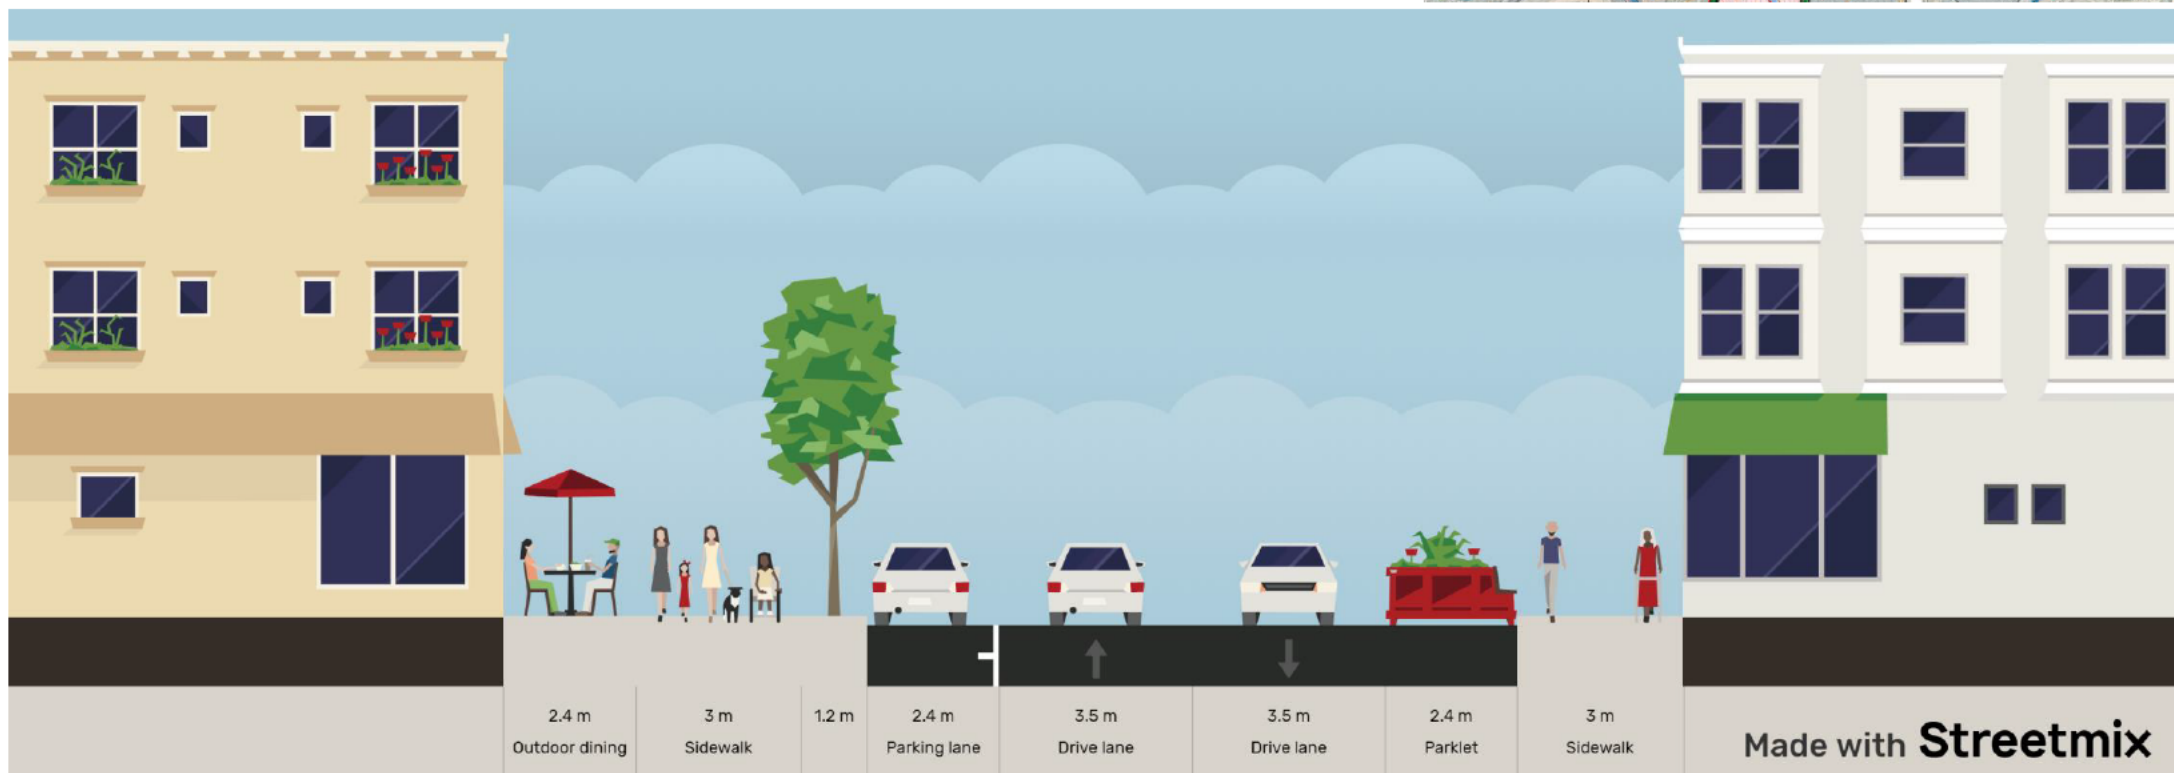 2.4 m
Outdoor dining
3 m
Sidewalk
1.2 m
2.4 m
Parking lane
3.5 m
Drive lane
3.5 m
Drive lane
2.4 m
Parklet
3 m
Sidewalk
Made with Streetmix